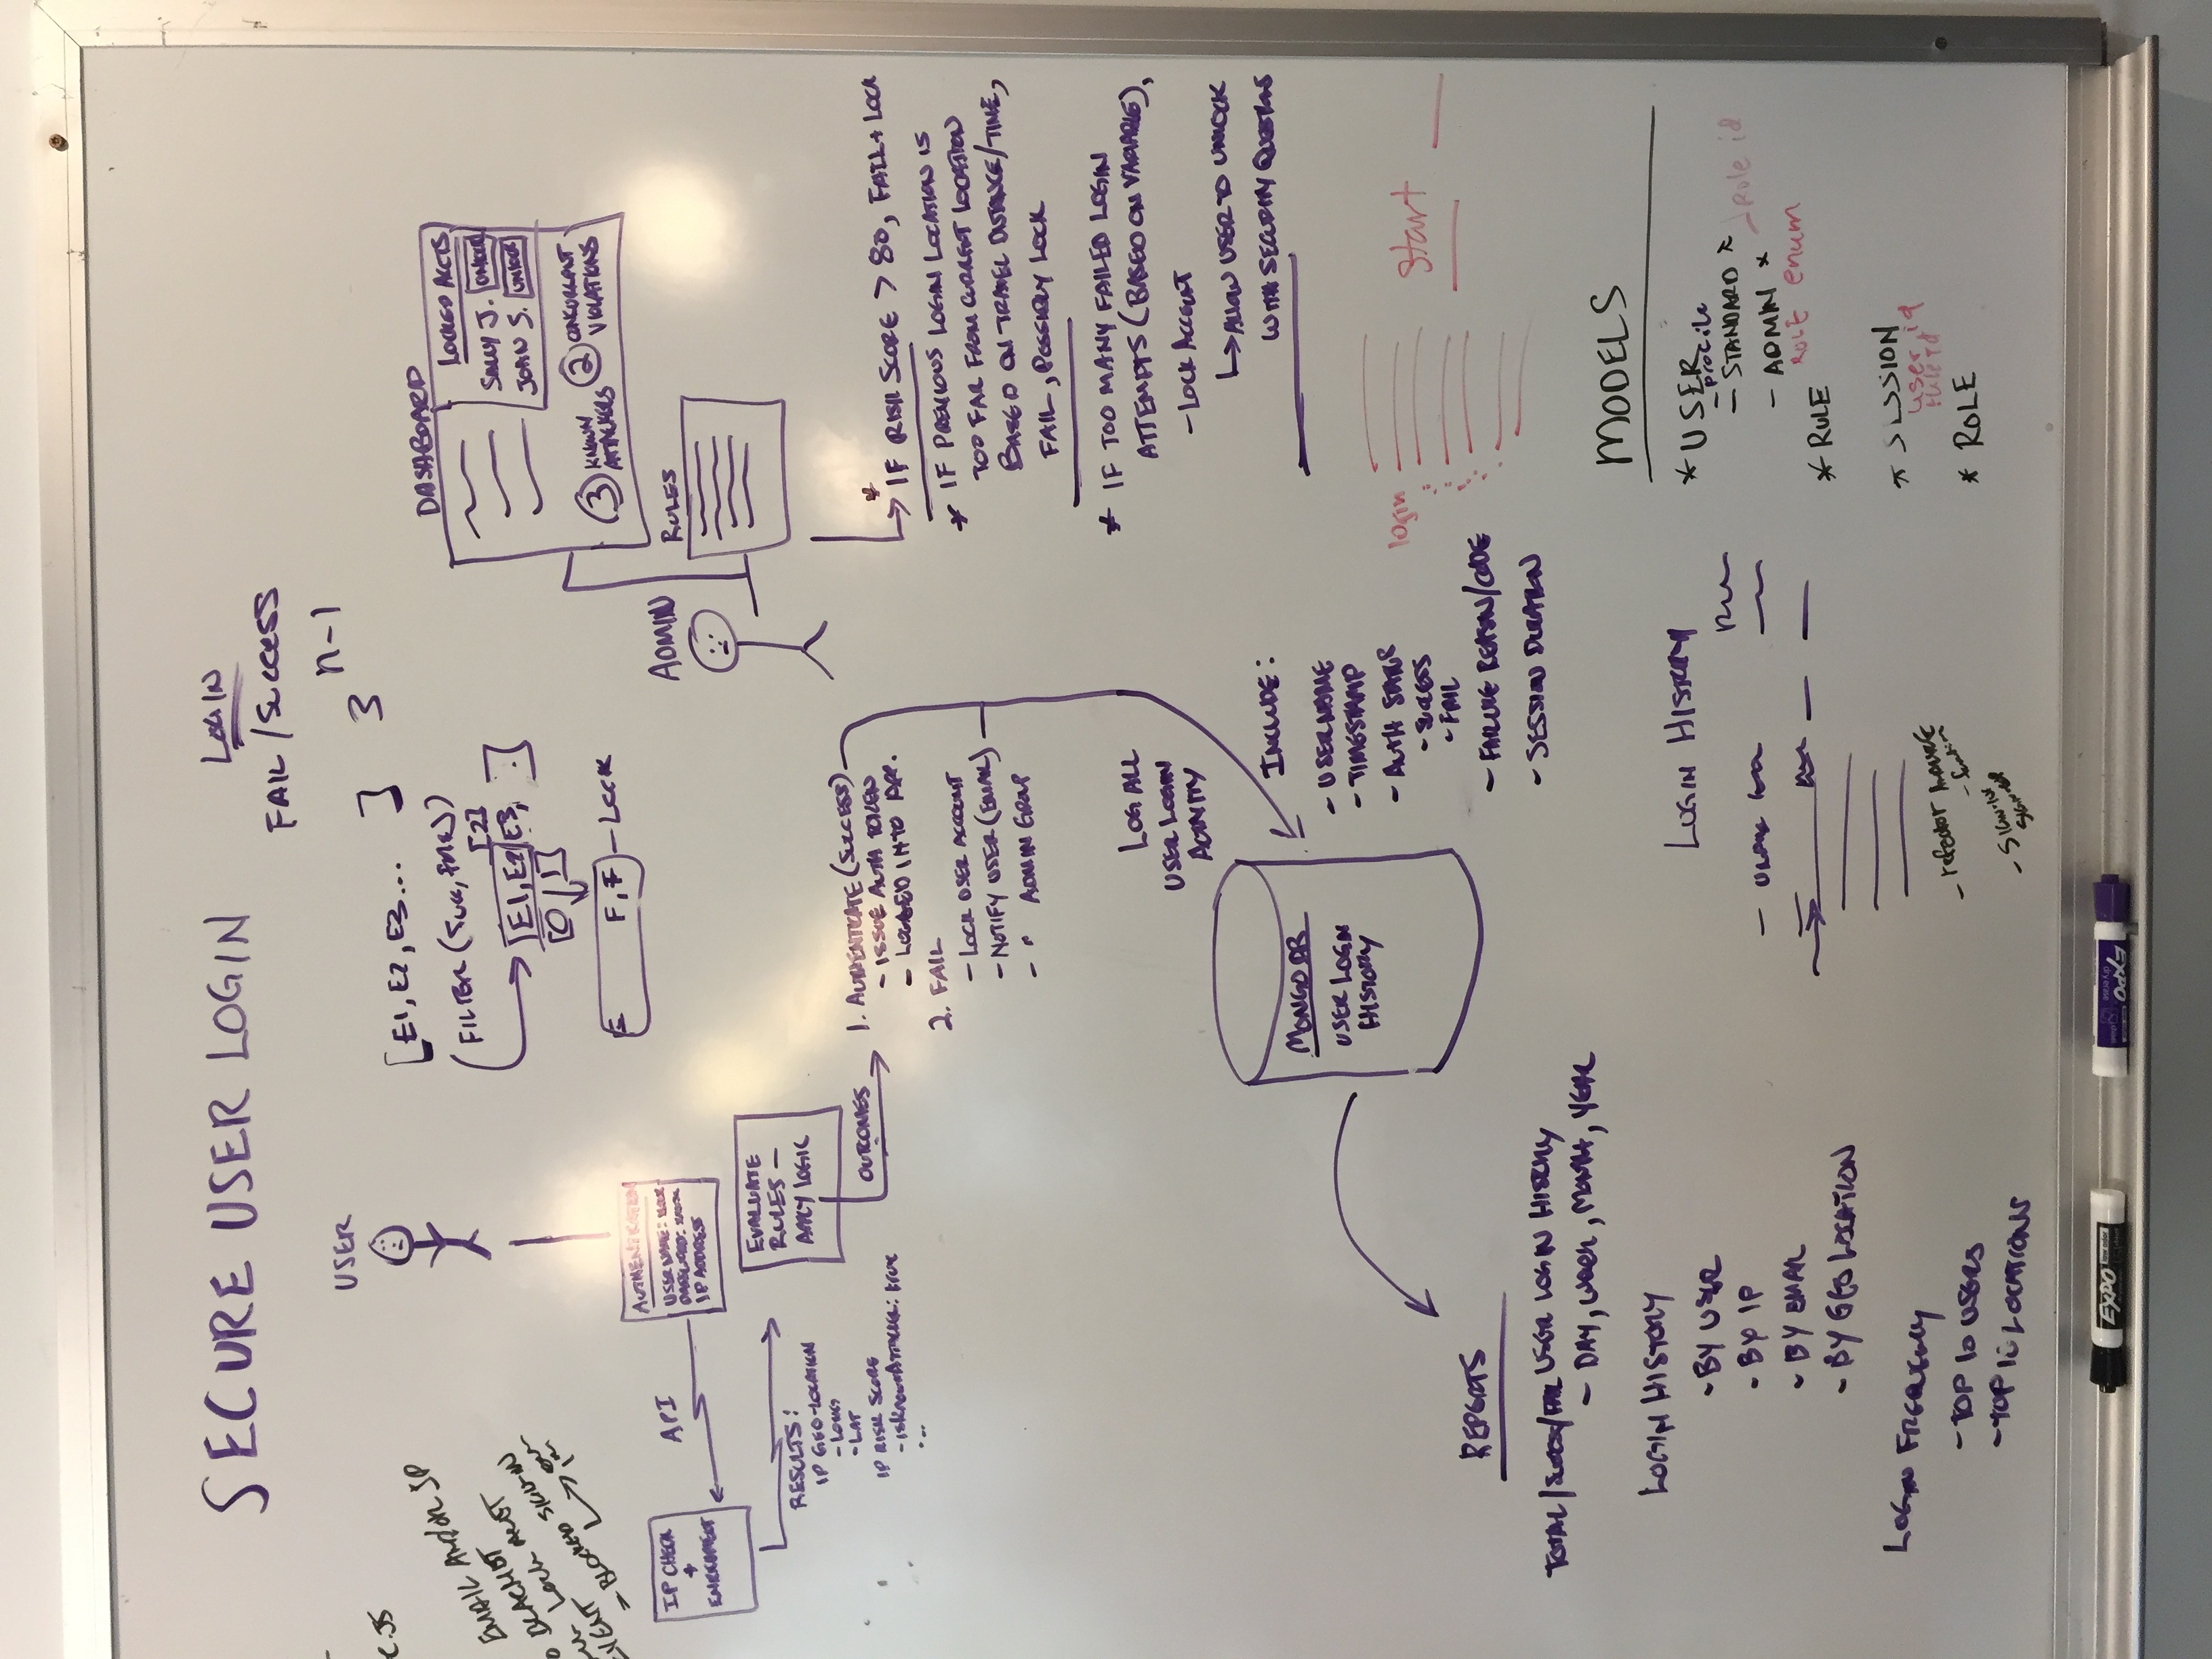 SECURE USER LOGIN
LOGIN
FAIL/SUCCESS
3^n-1
[E1, E2, E3... ]
FILTER (SUCC, FAIL)
[2]
[E1, E2, E3, . ]
[0 1]
F, F - LOCK
USER
.JS
EMAIL AND/OR IP
LOCK ACCT
EVENT
- BLOCKED SIGN-IN
AUTHENTICATION
USERNAME: xxxx
PASSWORD: xxxxx
IP ADDRESS
API
IP CHECK
+
ENRICHMENT
RESULTS:
IP GEO-LOCATION
- LONG
- LAT
IP RISK SCORE
- ISKNOWNATTACKER: true
- ...
EVALUATE
RULES -
APPLY LOGIC
OUTCOMES
1. AUTHENTICATE (SUCCESS)
- ISSUE AUTH TOKEN
- LOGGED INTO APP.
2. FAIL
- LOCK USER ACCOUNT
- NOTIFY USER (EMAIL)
- " ADMIN GROUP
DASHBOARD
LOCKED ACCTS
SALLY J. UNLOCK
JOHN S. UNLOCK
3 KNOWN
ATTACKERS
2 CONCURRENT
VIOLATIONS
ADMIN
RULES
* IF RISK SCORE > 80, FAIL + LOCK
* IF PREVIOUS LOGIN LOCATION IS
TOO FAR FROM CURRENT LOCATION
BASED ON TRAVEL DISTANCE/TIME,
FAIL, POSSIBLY LOCK
* IF TOO MANY FAILED LOGIN
ATTEMPTS (BASED ON VARIABLE),
- LOCK ACCOUNT
ALLOW USER TO UNLOCK
WITH SECURITY QUESTIONS
LOG ALL
USER LOGIN
ACTIVITY
MONGO DB
USER LOGIN
HISTORY
INCLUDE:
- USERNAME
- TIMESTAMP
- AUTH STATUS
- SUCCESS
- FAIL
- FAILURE REASON/CODE
- SESSION DURATION
login
start
REPORTS
TOTAL/SUCCESS/FAIL USER LOGIN HISTORY
- DAY, WEEK, MONTH, YEAR
LOGIN HISTORY
- BY USER
- BY IP
- BY EMAIL
- BY GEO LOCATION
LOGIN FREQUENCY
- TOP 10 USERS
- TOP 10 LOCATIONS
LOGIN HISTORY
- refactor
- function
- SIGN-IN
SIGN-UP
MODELS
* USER
- profile
- STANDARD *
Role id
- ADMIN *
ROLE enum
* RULE
* SESSION
user_id
* ROLE
EXPO
low odor
EXPO
dry erase